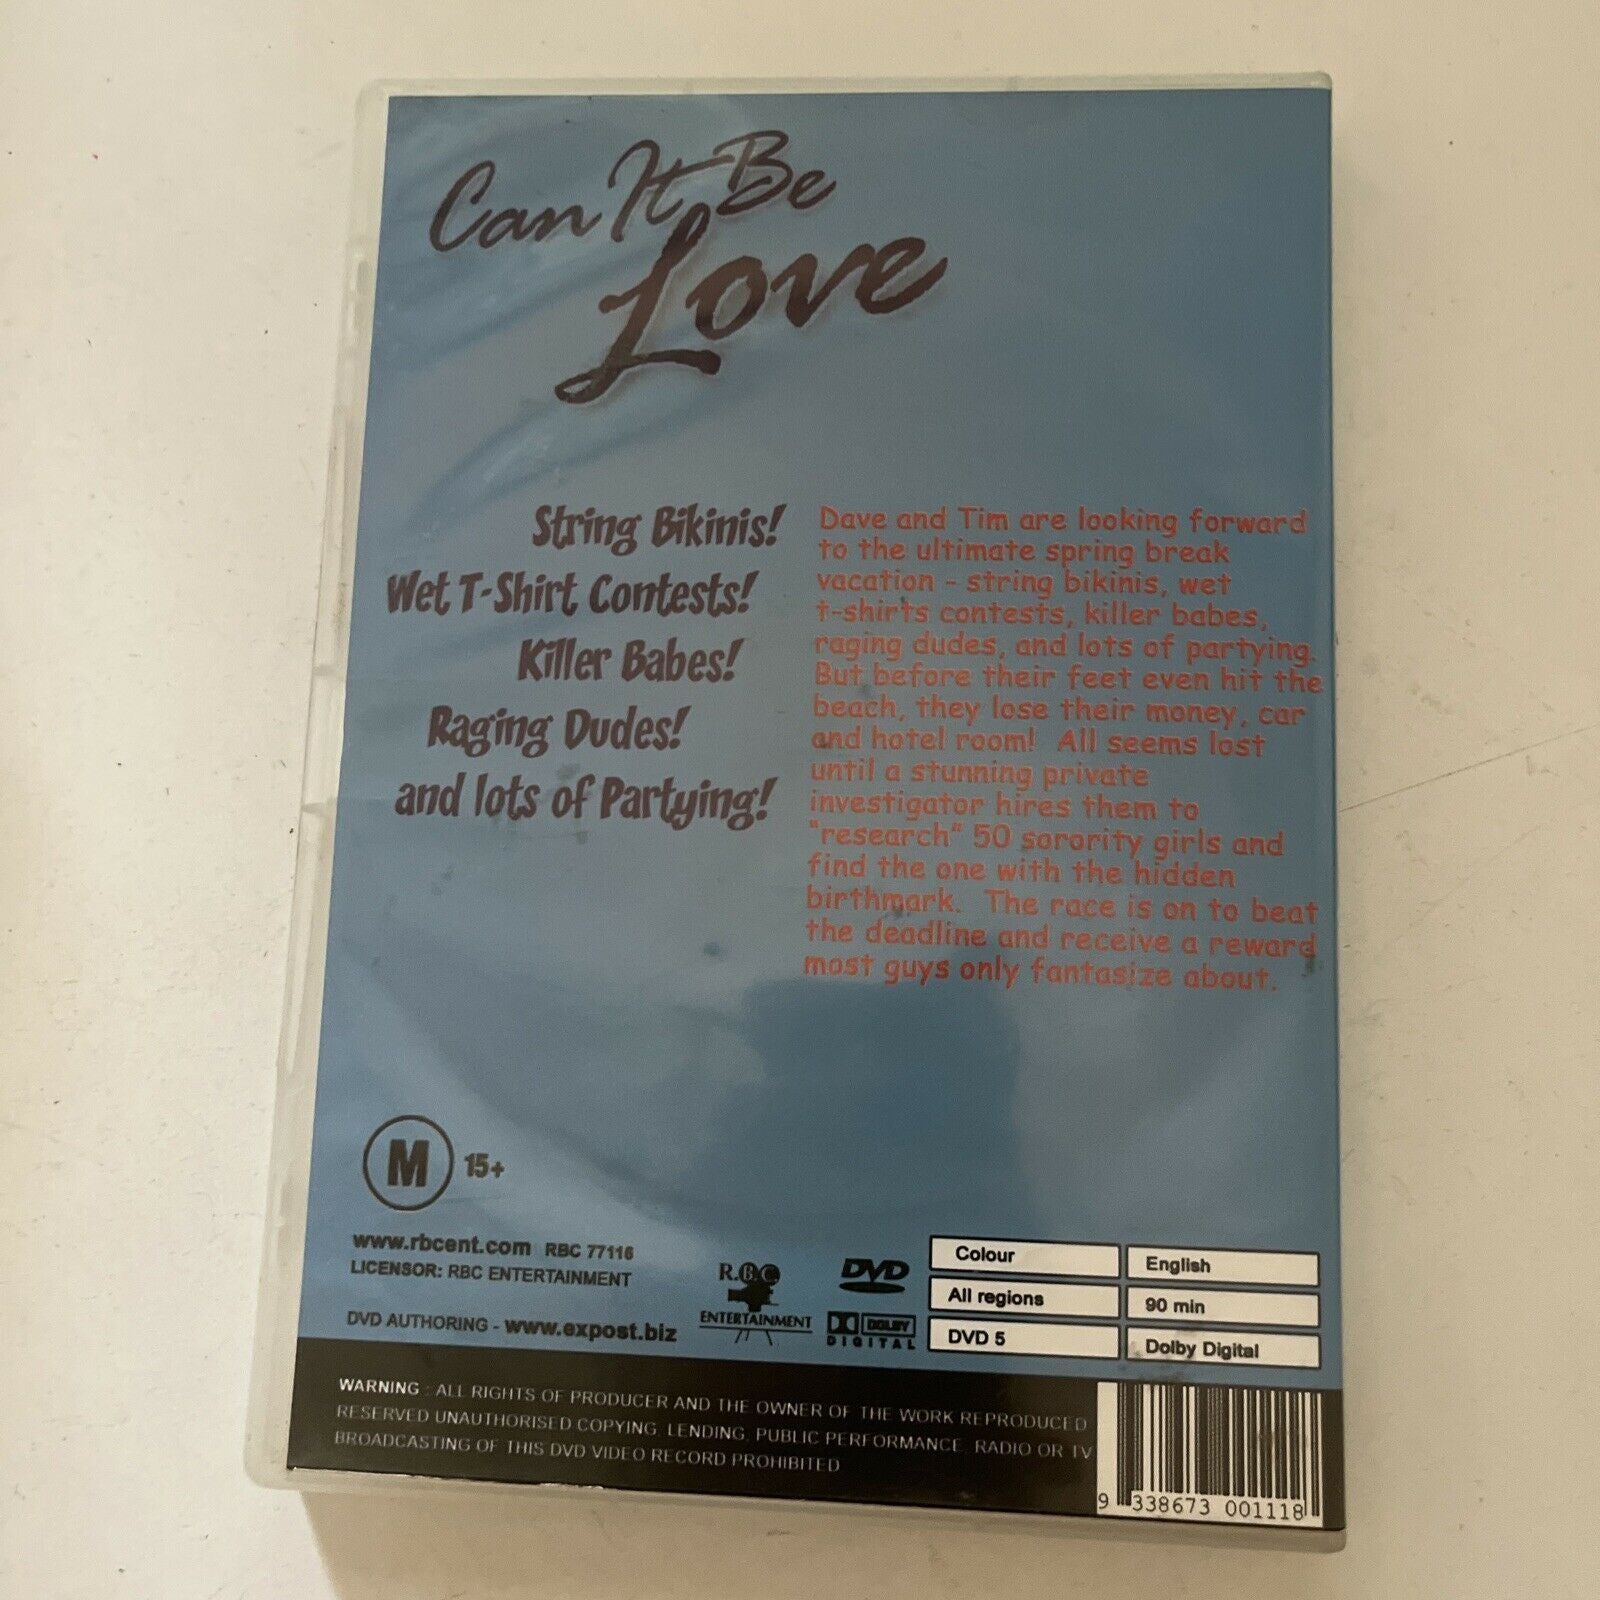 Can It Be
Love
String Bikinis!
Wet T-Shirt Contests!
Killer Babes!
Raging Dudes!
and lots of Partying!
Dave and Tim are looking forward
to the ultimate spring break
vacation - string bikinis, wet
t-shirts contests, killer babes,
raging dudes, and lots of partying.
But before their feet even hit the
beach, they lose their money, car
and hotel room! All seems lost
until a stunning private
investigator hires them to
"research" 50 sorority girls and
find the one with the hidden
birthmark. The race is on to beat
the deadline and receive a reward
most guys only fantasize about.
M 15+
www.rbcent.com RBC 77116
LICENSOR: RBC ENTERTAINMENT
DVD AUTHORING - www.expost.biz
R.B.C.
ENTERTAINMENT
DVD
DOLBY
DIGITAL
Colour
English
All regions
90 min
DVD 5
Dolby Digital
WARNING : ALL RIGHTS OF PRODUCER AND THE OWNER OF THE WORK REPRODUCED
RESERVED UNAUTHORISED COPYING, LENDING, PUBLIC PERFORMANCE, RADIO OR TV
BROADCASTING OF THIS DVD VIDEO RECORD PROHIBITED
9 338673 001118